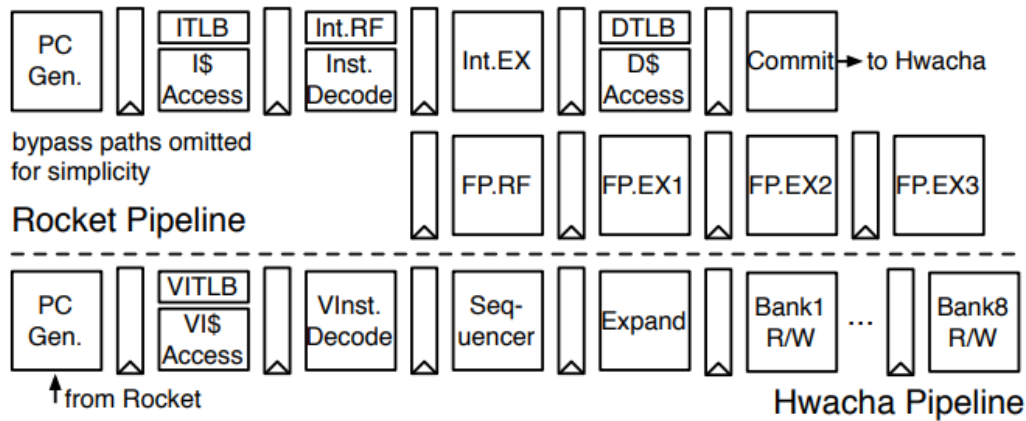 PC
Gen.
ITLB
I$
Access
Int.RF
Inst.
Decode
Int.EX
DTLB
D$
Access
Commit
to Hwacha
bypass paths omitted
for simplicity
FP.RF
FP.EX1
FP.EX2
FP.EX3
Rocket Pipeline
PC
Gen.
VITLB
VI$
Access
VInst.
Decode
Seq-
uencer
Expand
Bank1
R/W
...
Bank8
R/W
from Rocket
Hwacha Pipeline